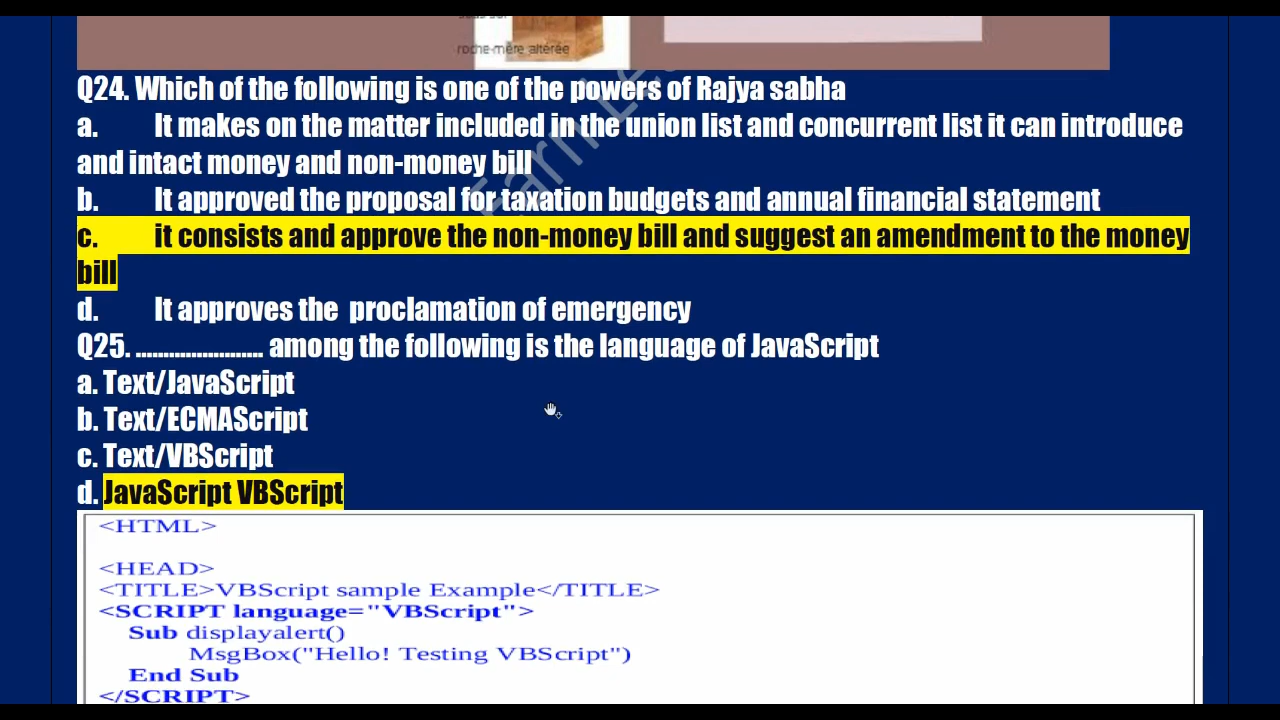 roche-mère altérée
Q24. Which of the following is one of the powers of Rajya sabha
a. It makes on the matter included in the union list and concurrent list it can introduce
and intact money and non-money bill
b. It approved the proposal for taxation budgets and annual financial statement
c. it consists and approve the non-money bill and suggest an amendment to the money
bill
d. It approves the proclamation of emergency
Q25. ....................... among the following is the language of JavaScript
a. Text/JavaScript
b. Text/ECMAScript
c. Text/VBScript
d. JavaScript VBScript
<HTML>
<HEAD>
<TITLE>VBScript sample Example</TITLE>
<SCRIPT language="VBScript">
Sub displayalert()
MsgBox("Hello! Testing VBScript")
End Sub
</SCRIPT>